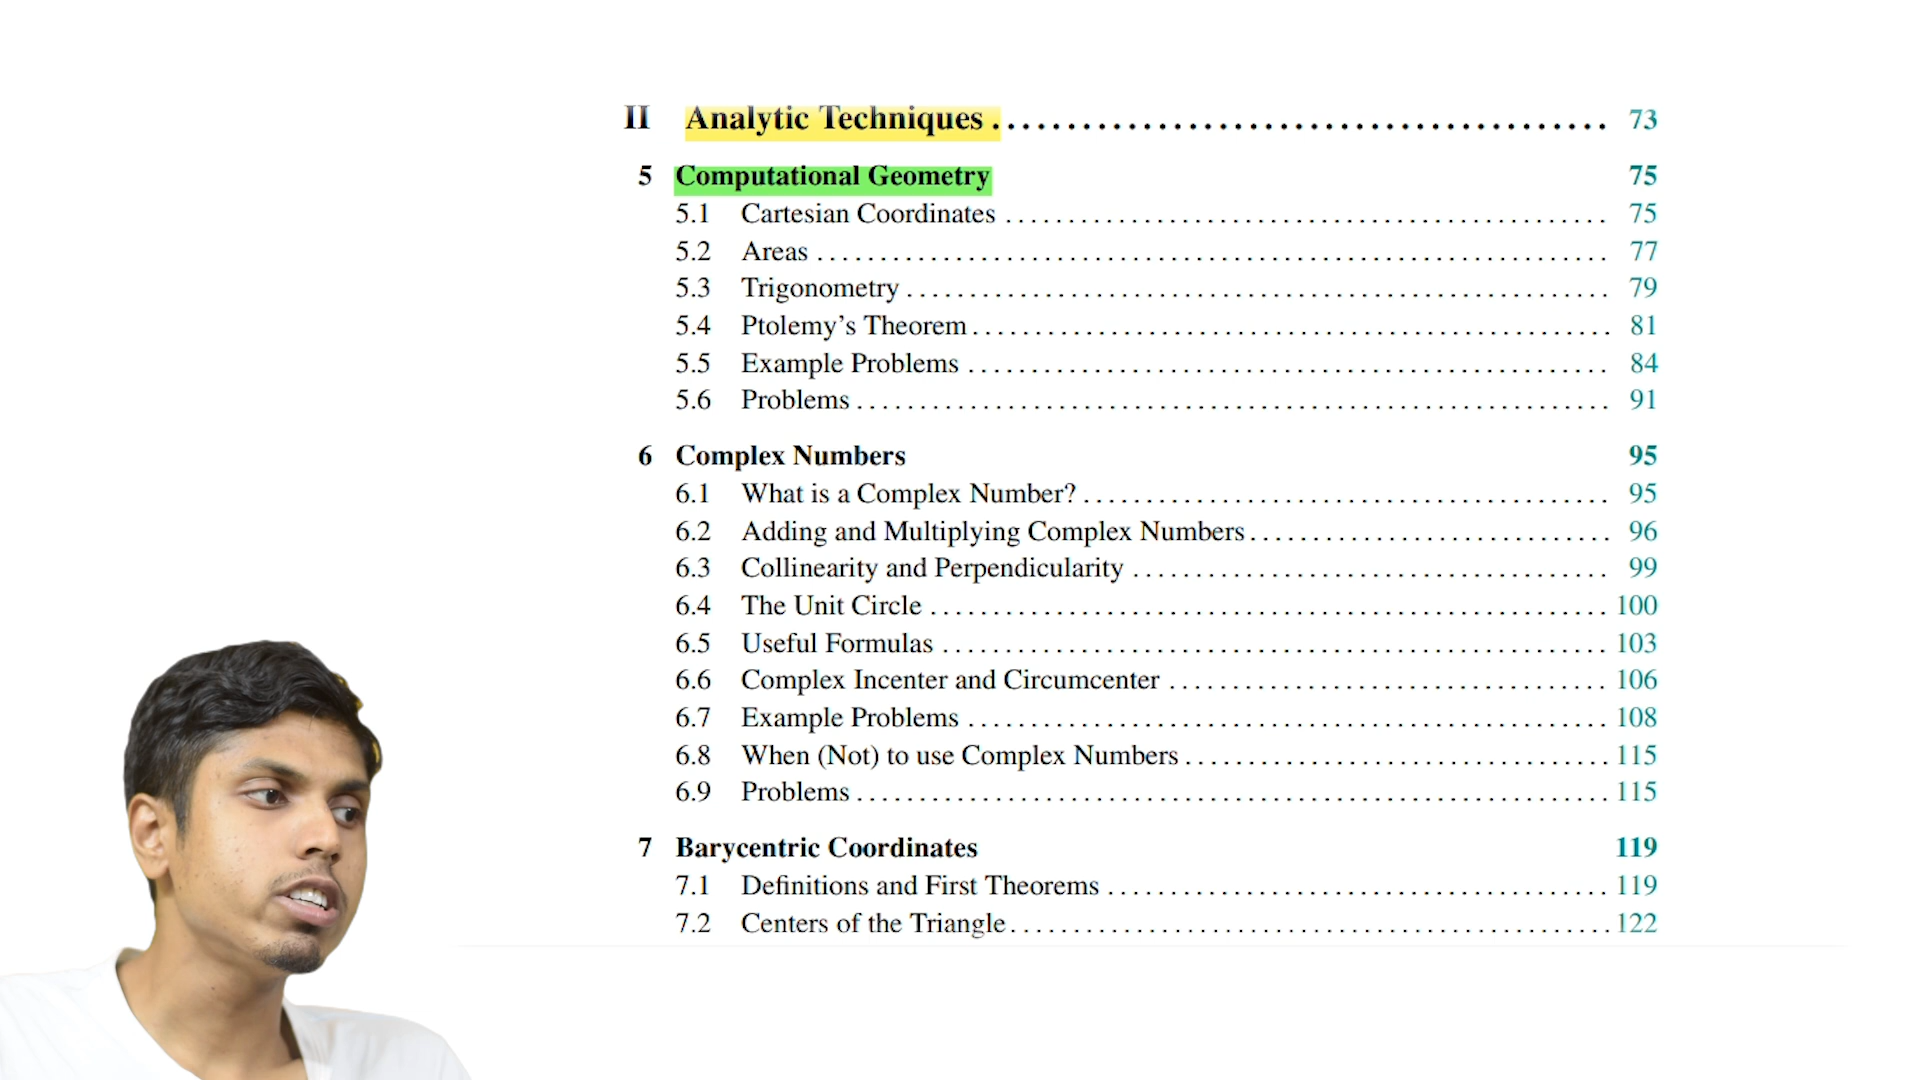 II Analytic Techniques . . . . . . . . . . . . . . . . . . . . . . . . . . . . . . . . . . . . . . 73
5 Computational Geometry 75
5.1 Cartesian Coordinates . . . . . . . . . . . . . . . . . . . . . . . . . . . . . . . . . . . . . . 75
5.2 Areas . . . . . . . . . . . . . . . . . . . . . . . . . . . . . . . . . . . . . . 77
5.3 Trigonometry . . . . . . . . . . . . . . . . . . . . . . . . . . . . . . . . . . . . . . 79
5.4 Ptolemy’s Theorem . . . . . . . . . . . . . . . . . . . . . . . . . . . . . . . . . . . . . . 81
5.5 Example Problems . . . . . . . . . . . . . . . . . . . . . . . . . . . . . . . . . . . . . . 84
5.6 Problems . . . . . . . . . . . . . . . . . . . . . . . . . . . . . . . . . . . . . . 91
6 Complex Numbers 95
6.1 What is a Complex Number? . . . . . . . . . . . . . . . . . . . . . . . . . . . . . . . . . 95
6.2 Adding and Multiplying Complex Numbers . . . . . . . . . . . . . . . . . . . . . . . . . . . . 96
6.3 Collinearity and Perpendicularity . . . . . . . . . . . . . . . . . . . . . . . . . . . . . . 99
6.4 The Unit Circle . . . . . . . . . . . . . . . . . . . . . . . . . . . . . . . . . . . . . . 100
6.5 Useful Formulas . . . . . . . . . . . . . . . . . . . . . . . . . . . . . . . . . . . . . . 103
6.6 Complex Incenter and Circumcenter . . . . . . . . . . . . . . . . . . . . . . . . . . . . . . 106
6.7 Example Problems . . . . . . . . . . . . . . . . . . . . . . . . . . . . . . . . . . . . . . 108
6.8 When (Not) to use Complex Numbers . . . . . . . . . . . . . . . . . . . . . . . . . . . . . . 115
6.9 Problems . . . . . . . . . . . . . . . . . . . . . . . . . . . . . . . . . . . . . . 115
7 Barycentric Coordinates 119
7.1 Definitions and First Theorems . . . . . . . . . . . . . . . . . . . . . . . . . . . . . . . . 119
7.2 Centers of the Triangle . . . . . . . . . . . . . . . . . . . . . . . . . . . . . . . . . . . . . . 122